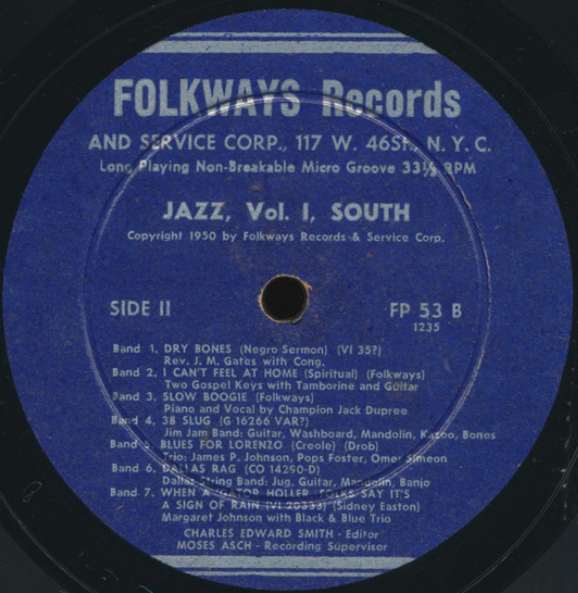 FOLKWAYS Records
AND SERVICE CORP., 117 W. 46ST., N. Y. C.
Long Playing Non-Breakable Micro Groove 33⅓ RPM
JAZZ, Vol. I, SOUTH
Copyright 1950 by Folkways Records & Service Corp.
SIDE II
FP 53 B
1235
Band 1. DRY BONES (Negro Sermon) (VI 35?)
Rev. J. M. Gates with Cong.
Band 2. I CAN'T FEEL AT HOME (Spiritual) (Folkways)
Two Gospel Keys with Tamborine and Guitar
Band 3. SLOW BOOGIE (Folkways)
Piano and Vocal by Champion Jack Dupree
Band 4. 38 SLUG (G 16266 VAR?)
Jim Jam Band: Guitar, Washboard, Mandolin, Kazoo, Bones
Band 5. BLUES FOR LORENZO (Creole) (Drob)
Trio: James P. Johnson, Pops Foster, Omer Simeon
Band 6. DALLAS RAG (CO 14290-D)
Dallas String Band: Jug, Guitar, Mandolin, Banjo
Band 7. WHEN A 'GATOR HOLLER, FOLKS SAY IT'S
A SIGN OF RAIN (VI 20333) (Sidney Easton)
Margaret Johnson with Black & Blue Trio
CHARLES EDWARD SMITH - Editor
MOSES ASCH - Recording Supervisor